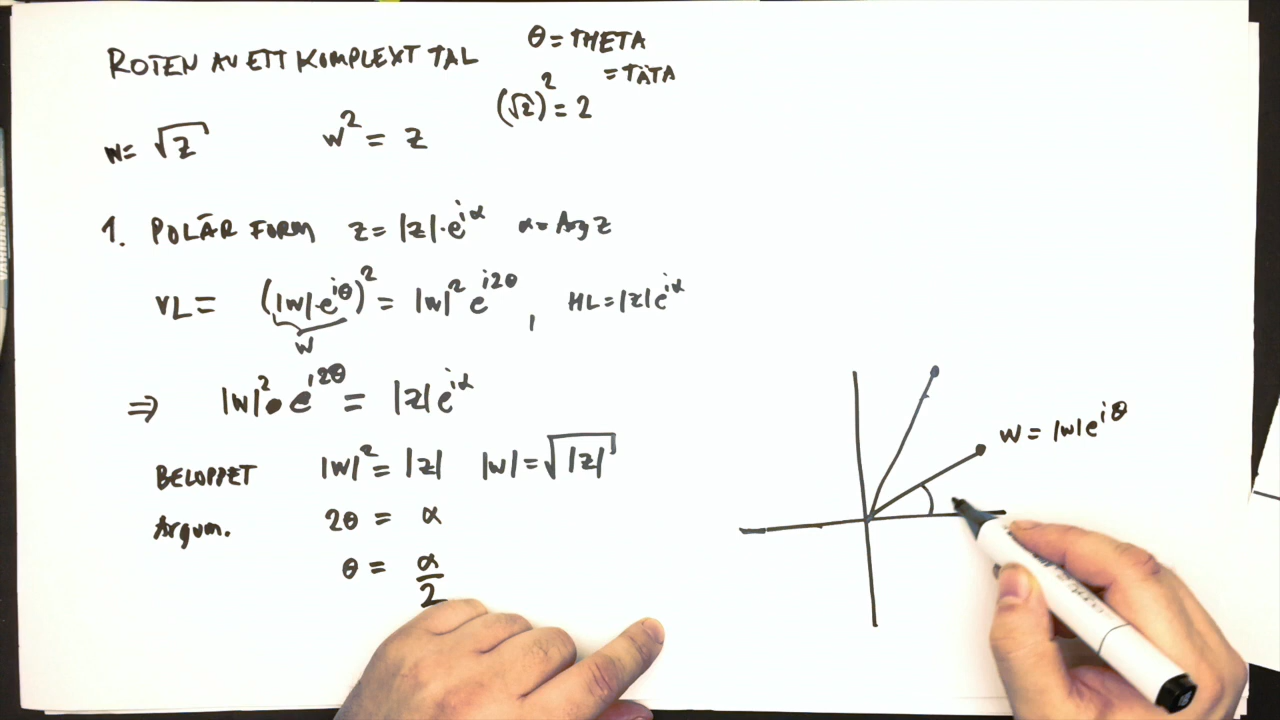 ROTEN AV ETT KOMPLEXT TAL
θ = THETA
= TÄTA
w = √z
w² = z
(√2)² = 2
1. POLÄR FORM z = |z|·e^{iα} α = Arg z
VL = (|w|·e^{iθ})² = |w|² e^{i2θ}, HL = |z|e^{iα}
w
⇒ |w|²·e^{i2θ} = |z|e^{iα}
BELOPPET |w|² = |z| |w| = √|z|
Argum. 2θ = α
θ = α/2
w = |w|e^{iθ}